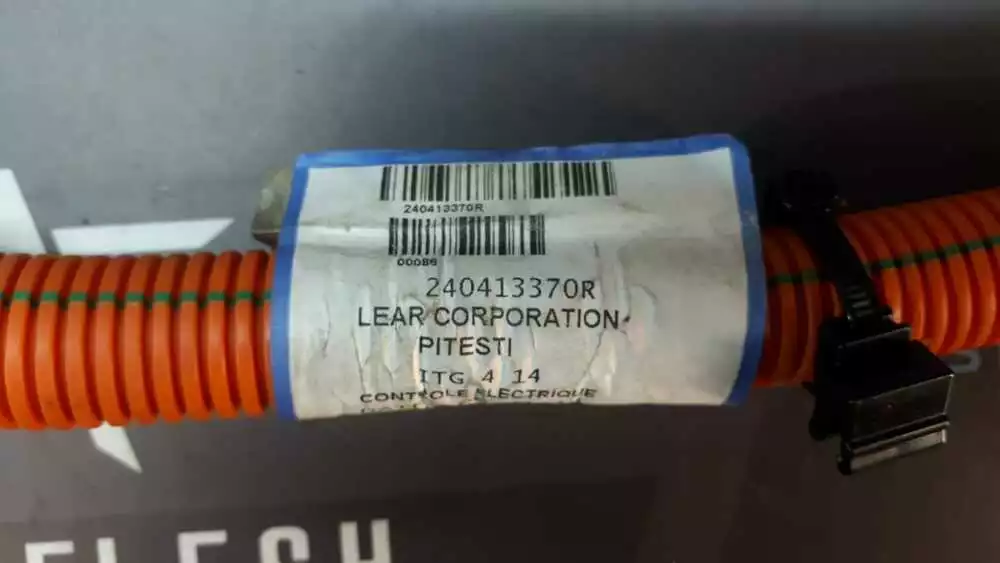 240413370R
00086
240413370R
LEAR CORPORATION
PITESTI
ITG 4 14
CONTROLE ELECTRIQUE